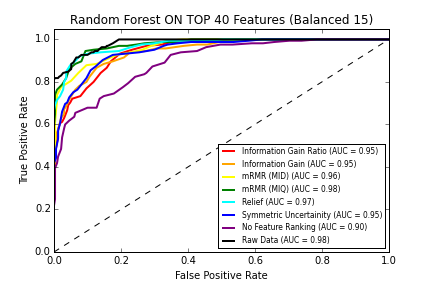 Random Forest ON TOP 40 Features (Balanced 15)
True Positive Rate
1.0
0.8
0.6
0.4
0.2
0.0
Information Gain Ratio (AUC = 0.95)
Information Gain (AUC = 0.95)
mRMR (MID) (AUC = 0.96)
mRMR (MIQ) (AUC = 0.98)
Relief (AUC = 0.97)
Symmetric Uncertainity (AUC = 0.95)
No Feature Ranking (AUC = 0.90)
Raw Data (AUC = 0.98)
0.0 0.2 0.4 0.6 0.8 1.0
False Positive Rate